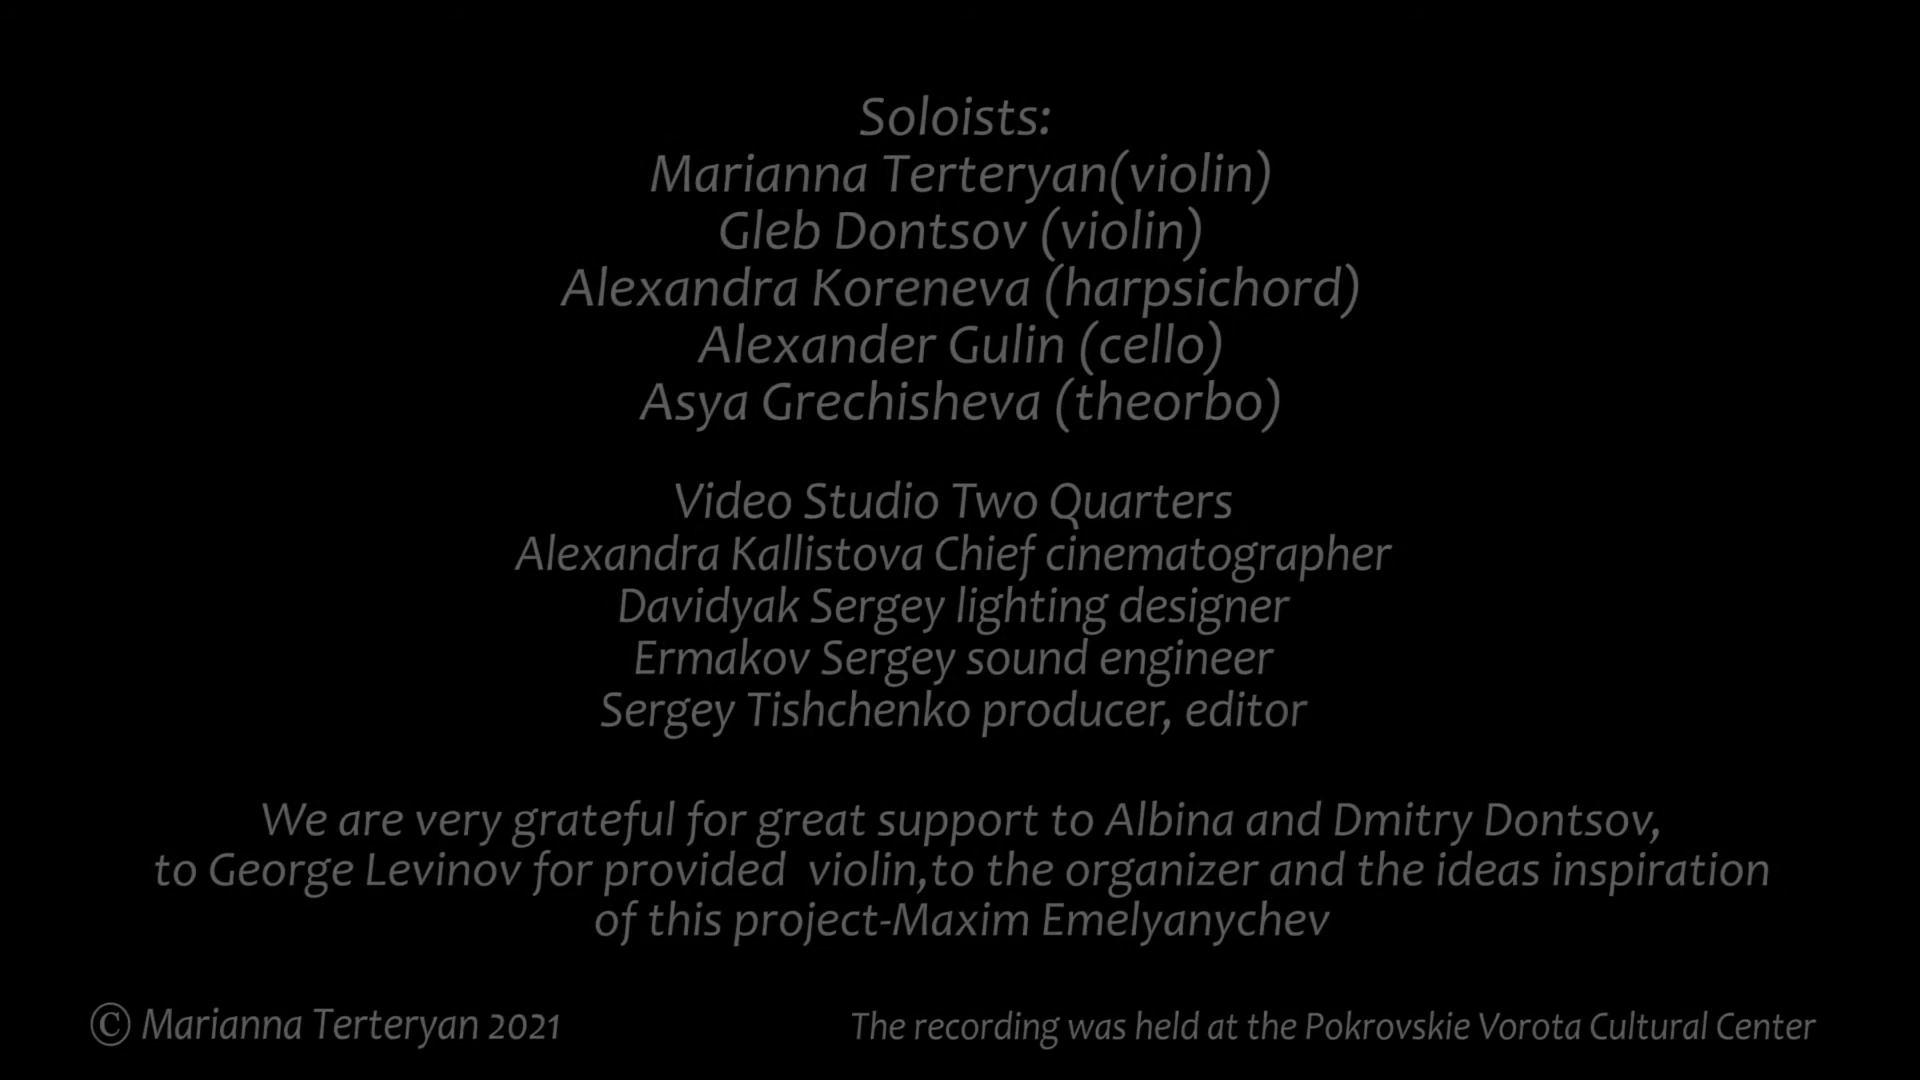 Soloists:
Marianna Terteryan(violin)
Gleb Dontsov (violin)
Alexandra Koreneva (harpsichord)
Alexander Gulin (cello)
Asya Grechisheva (theorbo)
Video Studio Two Quarters
Alexandra Kallistova Chief cinematographer
Davidyak Sergey lighting designer
Ermakov Sergey sound engineer
Sergey Tishchenko producer, editor
We are very grateful for great support to Albina and Dmitry Dontsov,
to George Levinov for provided  violin,to the organizer and the ideas inspiration
of this project-Maxim Emelyanychev
© Marianna Terteryan 2021
The recording was held at the Pokrovskie Vorota Cultural Center